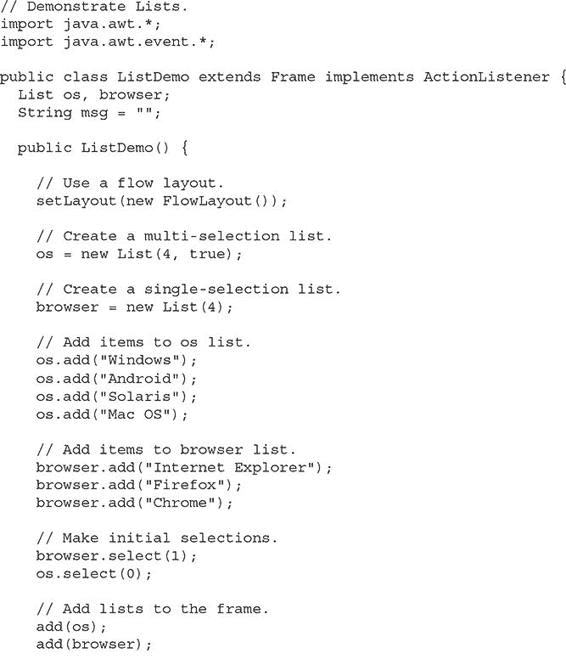 // Demonstrate Lists.
import java.awt.*;
import java.awt.event.*;

public class ListDemo extends Frame implements ActionListener {
  List os, browser;
  String msg = "";

  public ListDemo() {

    // Use a flow layout.
    setLayout(new FlowLayout());

    // Create a multi-selection list.
    os = new List(4, true);

    // Create a single-selection list.
    browser = new List(4);

    // Add items to os list.
    os.add("Windows");
    os.add("Android");
    os.add("Solaris");
    os.add("Mac OS");

    // Add items to browser list.
    browser.add("Internet Explorer");
    browser.add("Firefox");
    browser.add("Chrome");

    // Make initial selections.
    browser.select(1);
    os.select(0);

    // Add lists to the frame.
    add(os);
    add(browser);